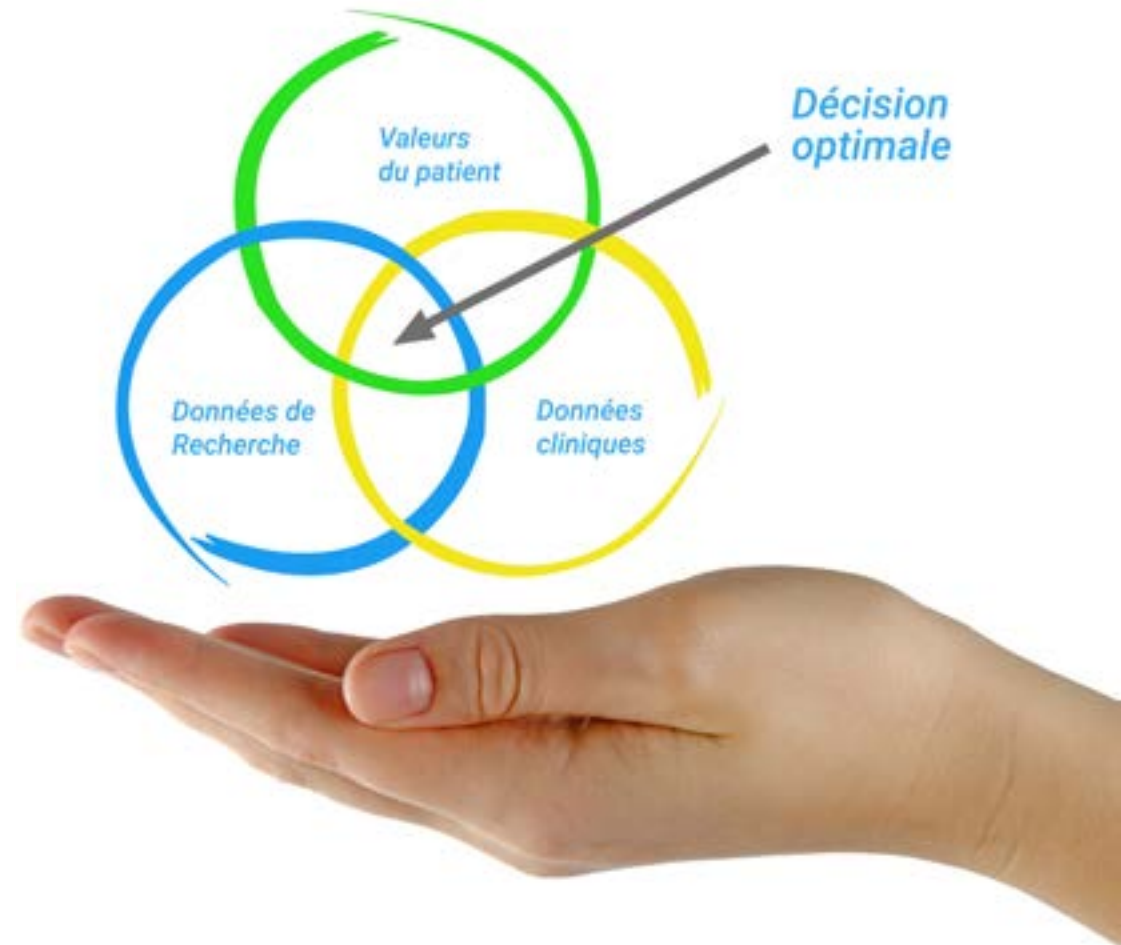 Décision
optimale
Valeurs
du patient
Données de
Recherche
Données
cliniques